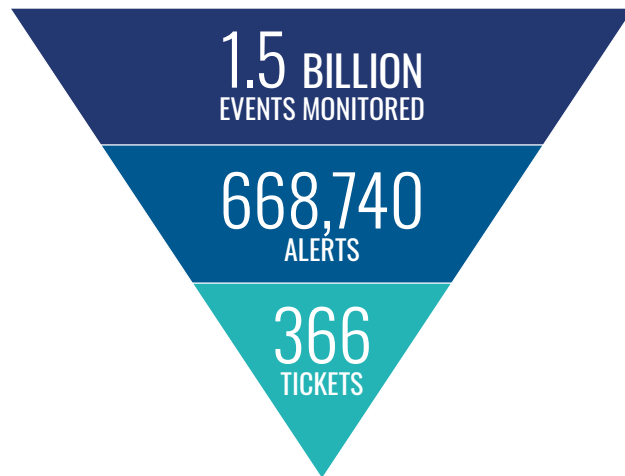 1.5 BILLION
EVENTS MONITORED
668,740
ALERTS
366
TICKETS